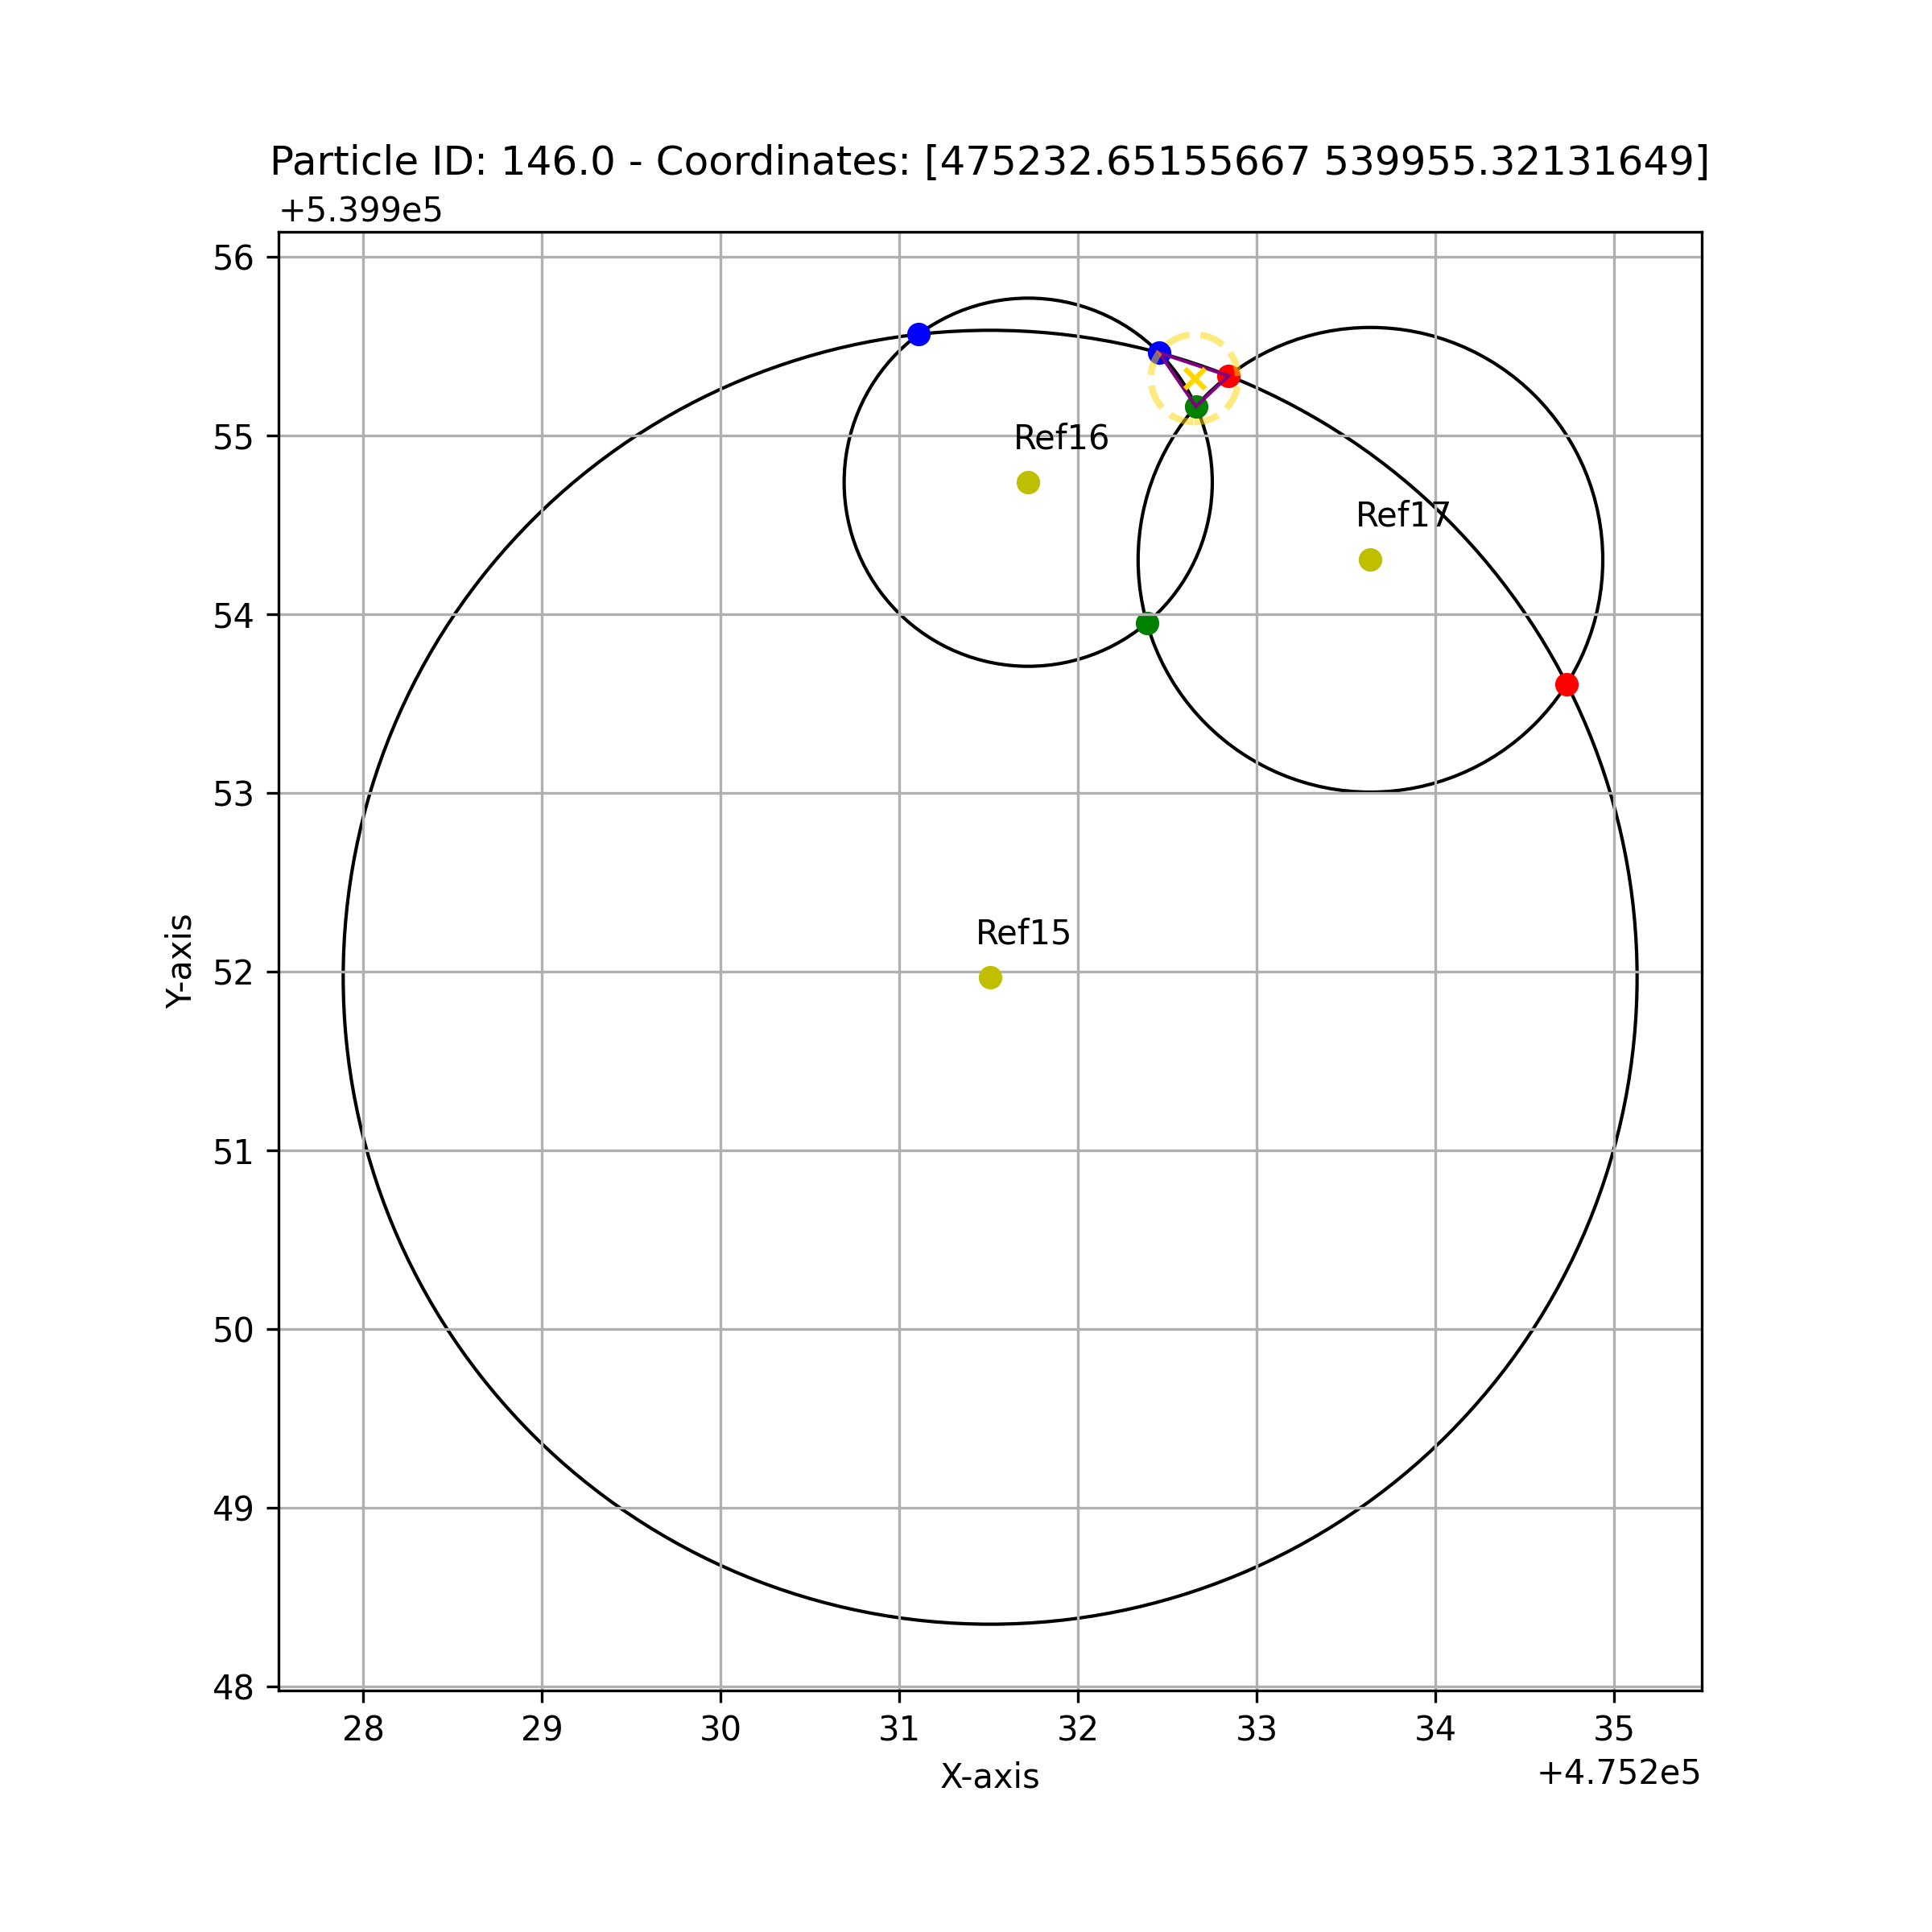 Particle ID: 146.0 - Coordinates: [475232.65155667 539955.32131649]
+5.399e5
56
55
54
53
52
51
50
49
48
Y-axis
Ref16
Ref17
Ref15
28 29 30 31 32 33 34 35
X-axis
+4.752e5